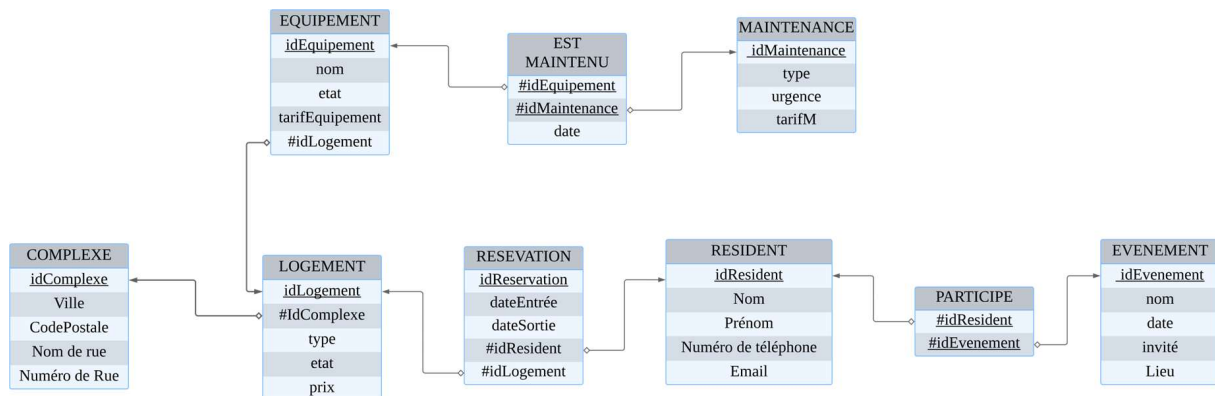 EQUIPEMENT
idEquipement
nom
etat
tarifEquipement
#idLogement
EST
MAINTENU
#idEquipement
#idMaintenance
date
MAINTENANCE
idMaintenance
type
urgence
tarifM
COMPLEXE
idComplexe
Ville
CodePostale
Nom de rue
Numéro de Rue
LOGEMENT
idLogement
#IdComplexe
type
etat
prix
RESEVATION
idReservation
dateEntrée
dateSortie
#idResident
#idLogement
RESIDENT
idResident
Nom
Prénom
Numéro de téléphone
Email
PARTICIPE
#idResident
#idEvenement
EVENEMENT
idEvenement
nom
date
invité
Lieu